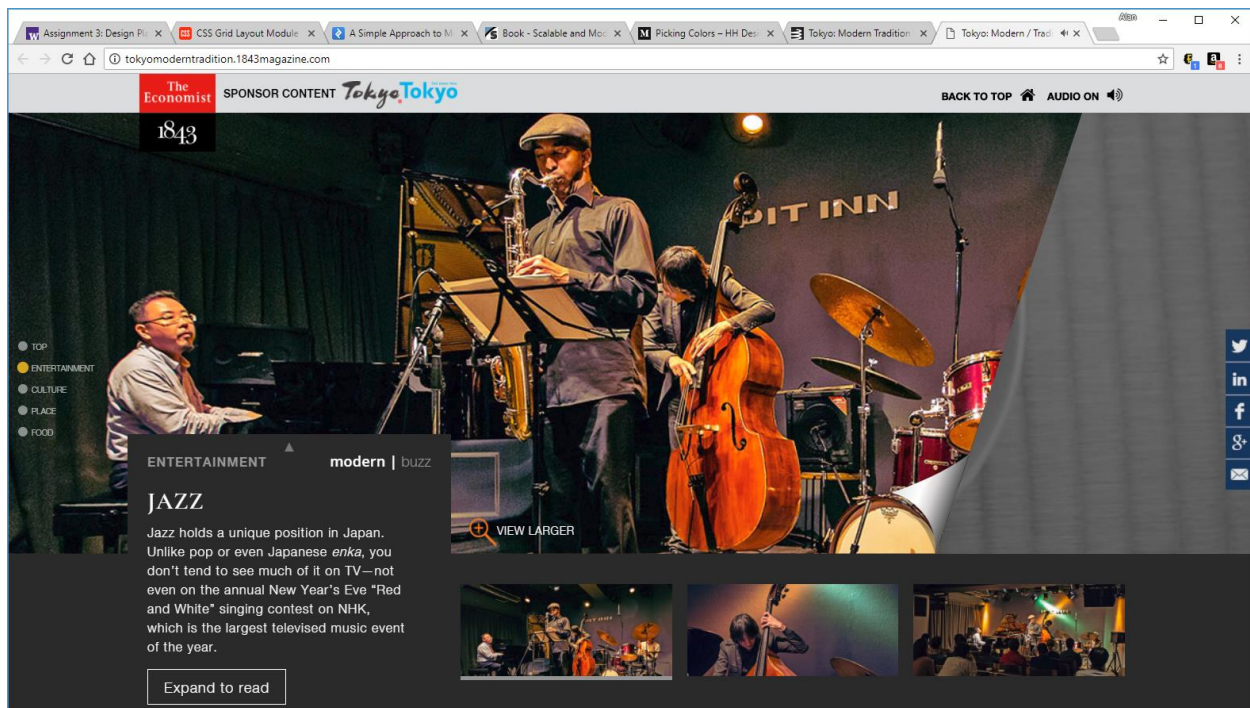 Alan
Assignment 3: Design Pl
CSS Grid Layout Module
A Simple Approach to M
Book - Scalable and Mod
Picking Colors – HH Des
Tokyo: Modern Tradition
Tokyo: Modern / Trad
tokyomoderntradition.1843magazine.com
The
Economist
1843
SPONSOR CONTENT Tokyo Tokyo
BACK TO TOP AUDIO ON
PIT INN
TOP
ENTERTAINMENT
CULTURE
PLACE
FOOD
ENTERTAINMENT modern | buzz
JAZZ
Jazz holds a unique position in Japan.
Unlike pop or even Japanese enka, you
don't tend to see much of it on TV—not
even on the annual New Year's Eve “Red
and White” singing contest on NHK,
which is the largest televised music event
of the year.
Expand to read
VIEW LARGER